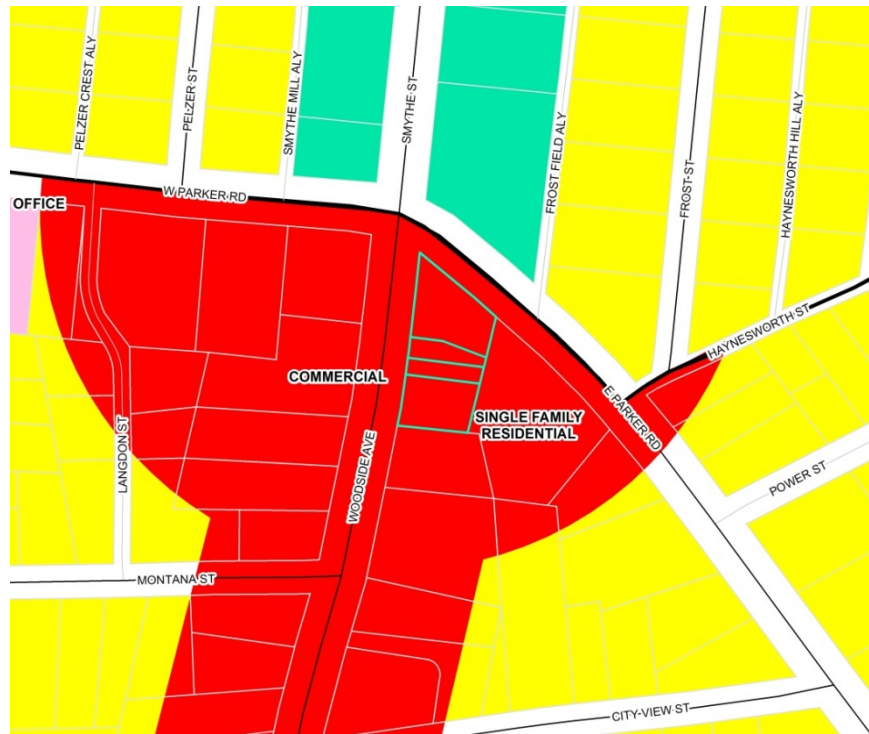 PELZER CREST ALY
PELZER ST
SMYTHE MILL ALY
SMYTHE ST
FROST FIELD ALY
FROST ST
HAYNESWORTH HILL ALY
W PARKER RD
OFFICE
HAYNESWORTH ST
COMMERCIAL
E PARKER RD
SINGLE FAMILY
RESIDENTIAL
LANGDON ST
WOODSIDE AVE
POWER ST
MONTANA ST
CITY VIEW ST